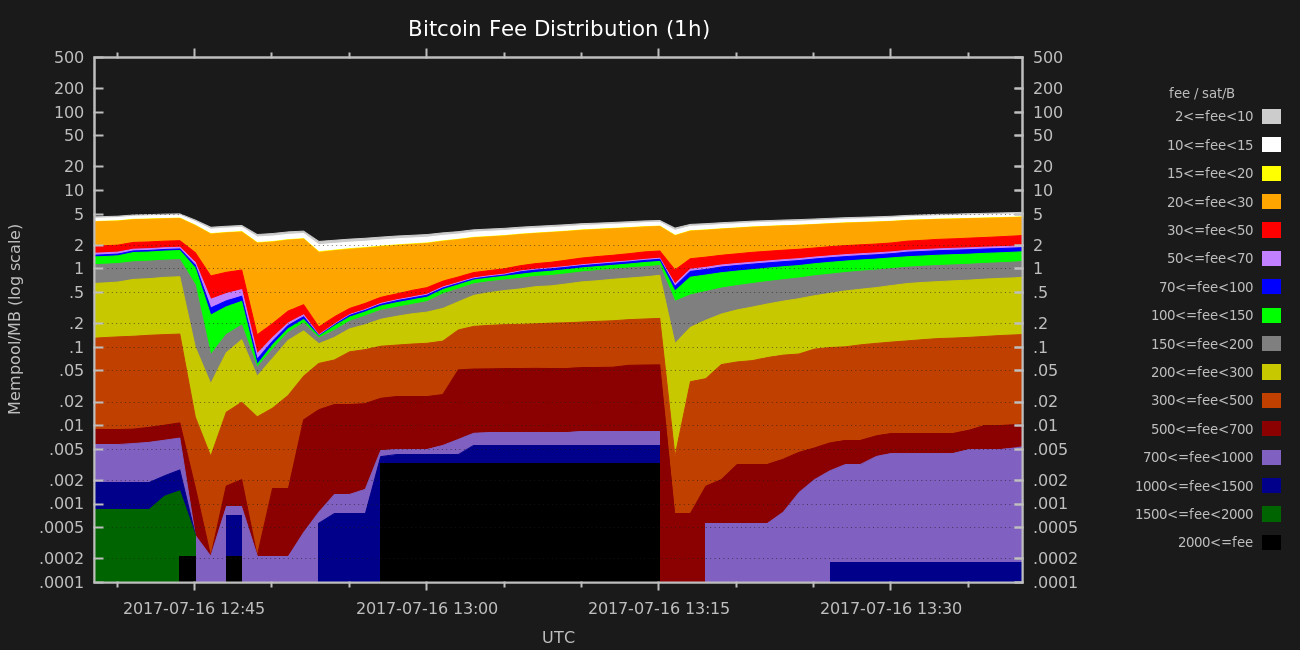 Bitcoin Fee Distribution (1h)
500 500
200 200
100 100
50 50
20 20
10 10
5 5
2 2
1 1
.5 .5
.2 .2
.1 .1
.05 .05
.02 .02
.01 .01
.005 .005
.002 .002
.001 .001
.0005 .0005
.0002 .0002
.0001 .0001
Mempool/MB (log scale)
2017-07-16 12:45 2017-07-16 13:00 2017-07-16 13:15 2017-07-16 13:30
UTC
fee / sat/B
2<=fee<10
10<=fee<15
15<=fee<20
20<=fee<30
30<=fee<50
50<=fee<70
70<=fee<100
100<=fee<150
150<=fee<200
200<=fee<300
300<=fee<500
500<=fee<700
700<=fee<1000
1000<=fee<1500
1500<=fee<2000
2000<=fee